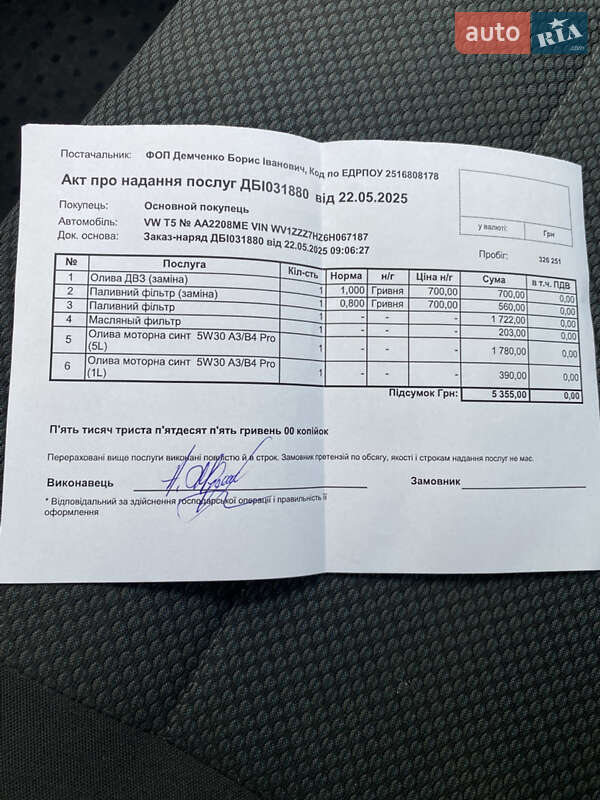 auto RIA .com
Постачальник: ФОП Демченко Борис Іванович, Код по ЕДРПОУ 2516808178
Акт про надання послуг ДБІ031880 від 22.05.2025
Покупець: Основной покупець
Автомобіль: VW T5 № AA2208ME VIN WV1ZZZ7HZ6H067187
Док. основа: Заказ-наряд ДБІ031880 від 22.05.2025 09:06:27
у валюті: Грн
Пробіг: 326 251
№ Послуга Кіл-сть Норма н/г Ціна н/г Сума в т.ч. ПДВ
1 Олива ДВЗ (заміна) 1 1,000 Гривня 700,00 700,00 0,00
2 Паливний фільтр (заміна) 1 0,800 Гривня 700,00 560,00 0,00
3 Паливний фільтр 1 - - - 1 722,00 0,00
4 Масляный фильтр 1 - - - 203,00 0,00
5 Олива моторна синт 5W30 A3/B4 Pro (5L) 1 - - - 1 780,00 0,00
6 Олива моторна синт 5W30 A3/B4 Pro (1L) 1 - - - 390,00 0,00
Підсумок Грн: 5 355,00 0,00
П'ять тисяч триста п'ятдесят п'ять гривень 00 копійок
Перераховані вище послуги виконані повністю й в строк. Замовник претензій по обсягу, якості і строкам надання послуг не має.
Виконавець Замовник
* Відповідальний за здійснення господарської операції і правильність її
оформлення